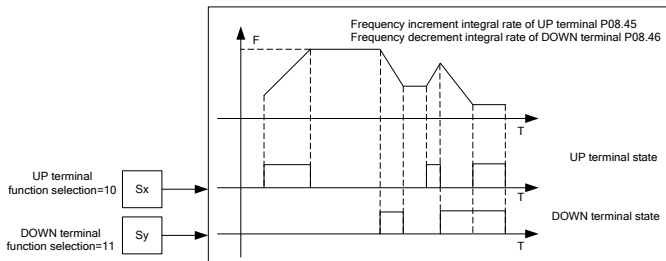 Frequency increment integral rate of UP terminal P08.45
Frequency decrement integral rate of DOWN terminal P08.46
F
T
UP terminal state
UP terminal
function selection=10
Sx
T
DOWN terminal state
DOWN terminal
function selection=11
Sy
T